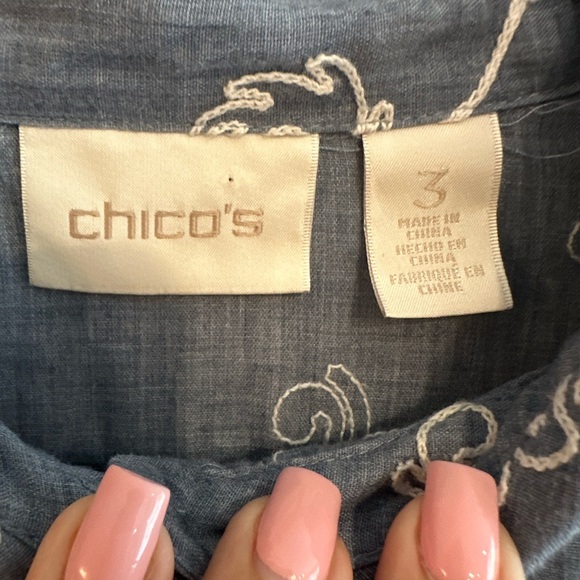 chico's
3
MADE IN
CHINA
HECHO EN
CHINA
FABRIQUÉ EN
CHINE